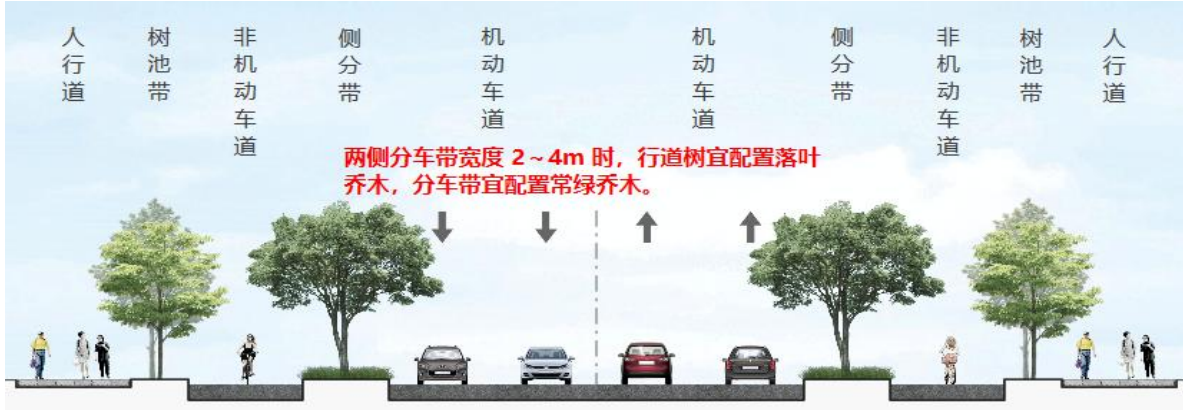 人行道
树池带
非机动车道
侧分带
机动车道
机动车道
侧分带
非机动车道
树池带
人行道
两侧分车带宽度 2~4m 时，行道树宜配置落叶
乔木，分车带宜配置常绿乔木。